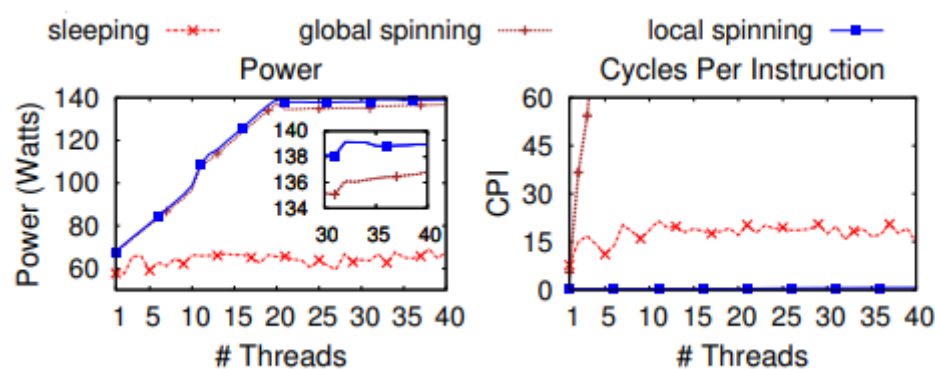 sleeping global spinning local spinning
Power Cycles Per Instruction
Power (Watts)
140
120
100
80
60
140
138
136
134
30 35 40
1 5 10 15 20 25 30 35 40
# Threads
CPI
60
45
30
15
0
1 5 10 15 20 25 30 35 40
# Threads